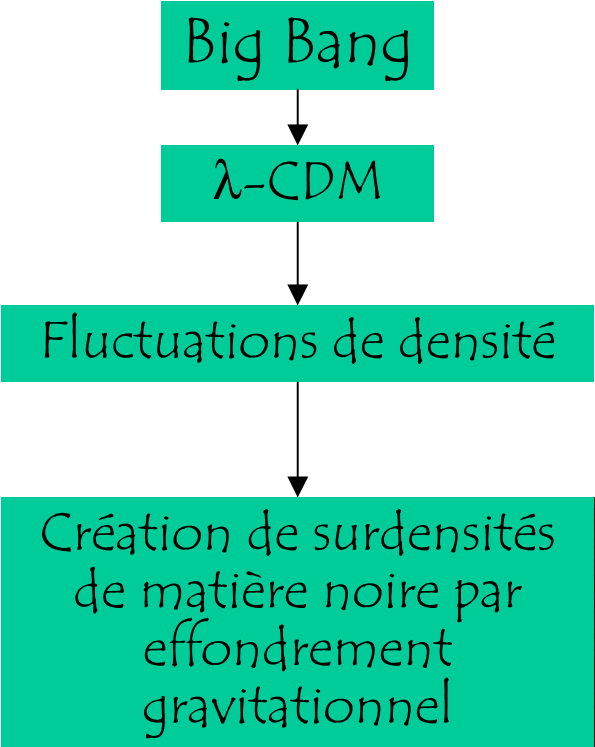 Big Bang
λ-CDM
Fluctuations de densité
Création de surdensités
de matière noire par
effondrement
gravitationnel